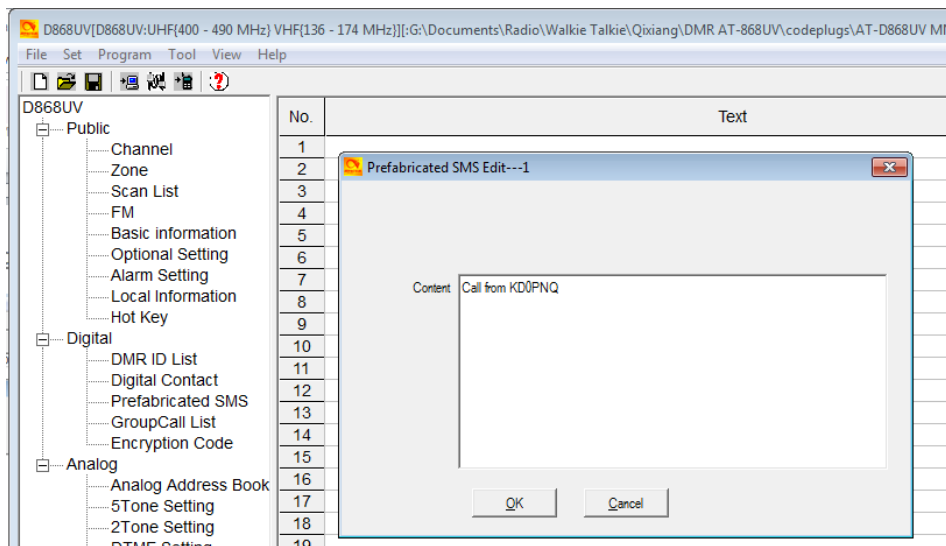 D868UV[D868UV:UHF{400 - 490 MHz} VHF{136 - 174 MHz}][:G:\Documents\Radio\Walkie Talkie\Qixiang\DMR AT-868UV\codeplugs\AT-D868UV
File Set Program Tool View Help
D868UV
Public
Channel
Zone
Scan List
FM
Basic information
Optional Setting
Alarm Setting
Local Information
Hot Key
Digital
DMR ID List
Digital Contact
Prefabricated SMS
GroupCall List
Encryption Code
Analog
Analog Address Book
5Tone Setting
2Tone Setting
DTMF Setting
No. Text
1
2
3
4
5
6
7
8
9
10
11
12
13
14
15
16
17
18
19
Prefabricated SMS Edit---1
Content Call from KD0PNQ
OK Cancel